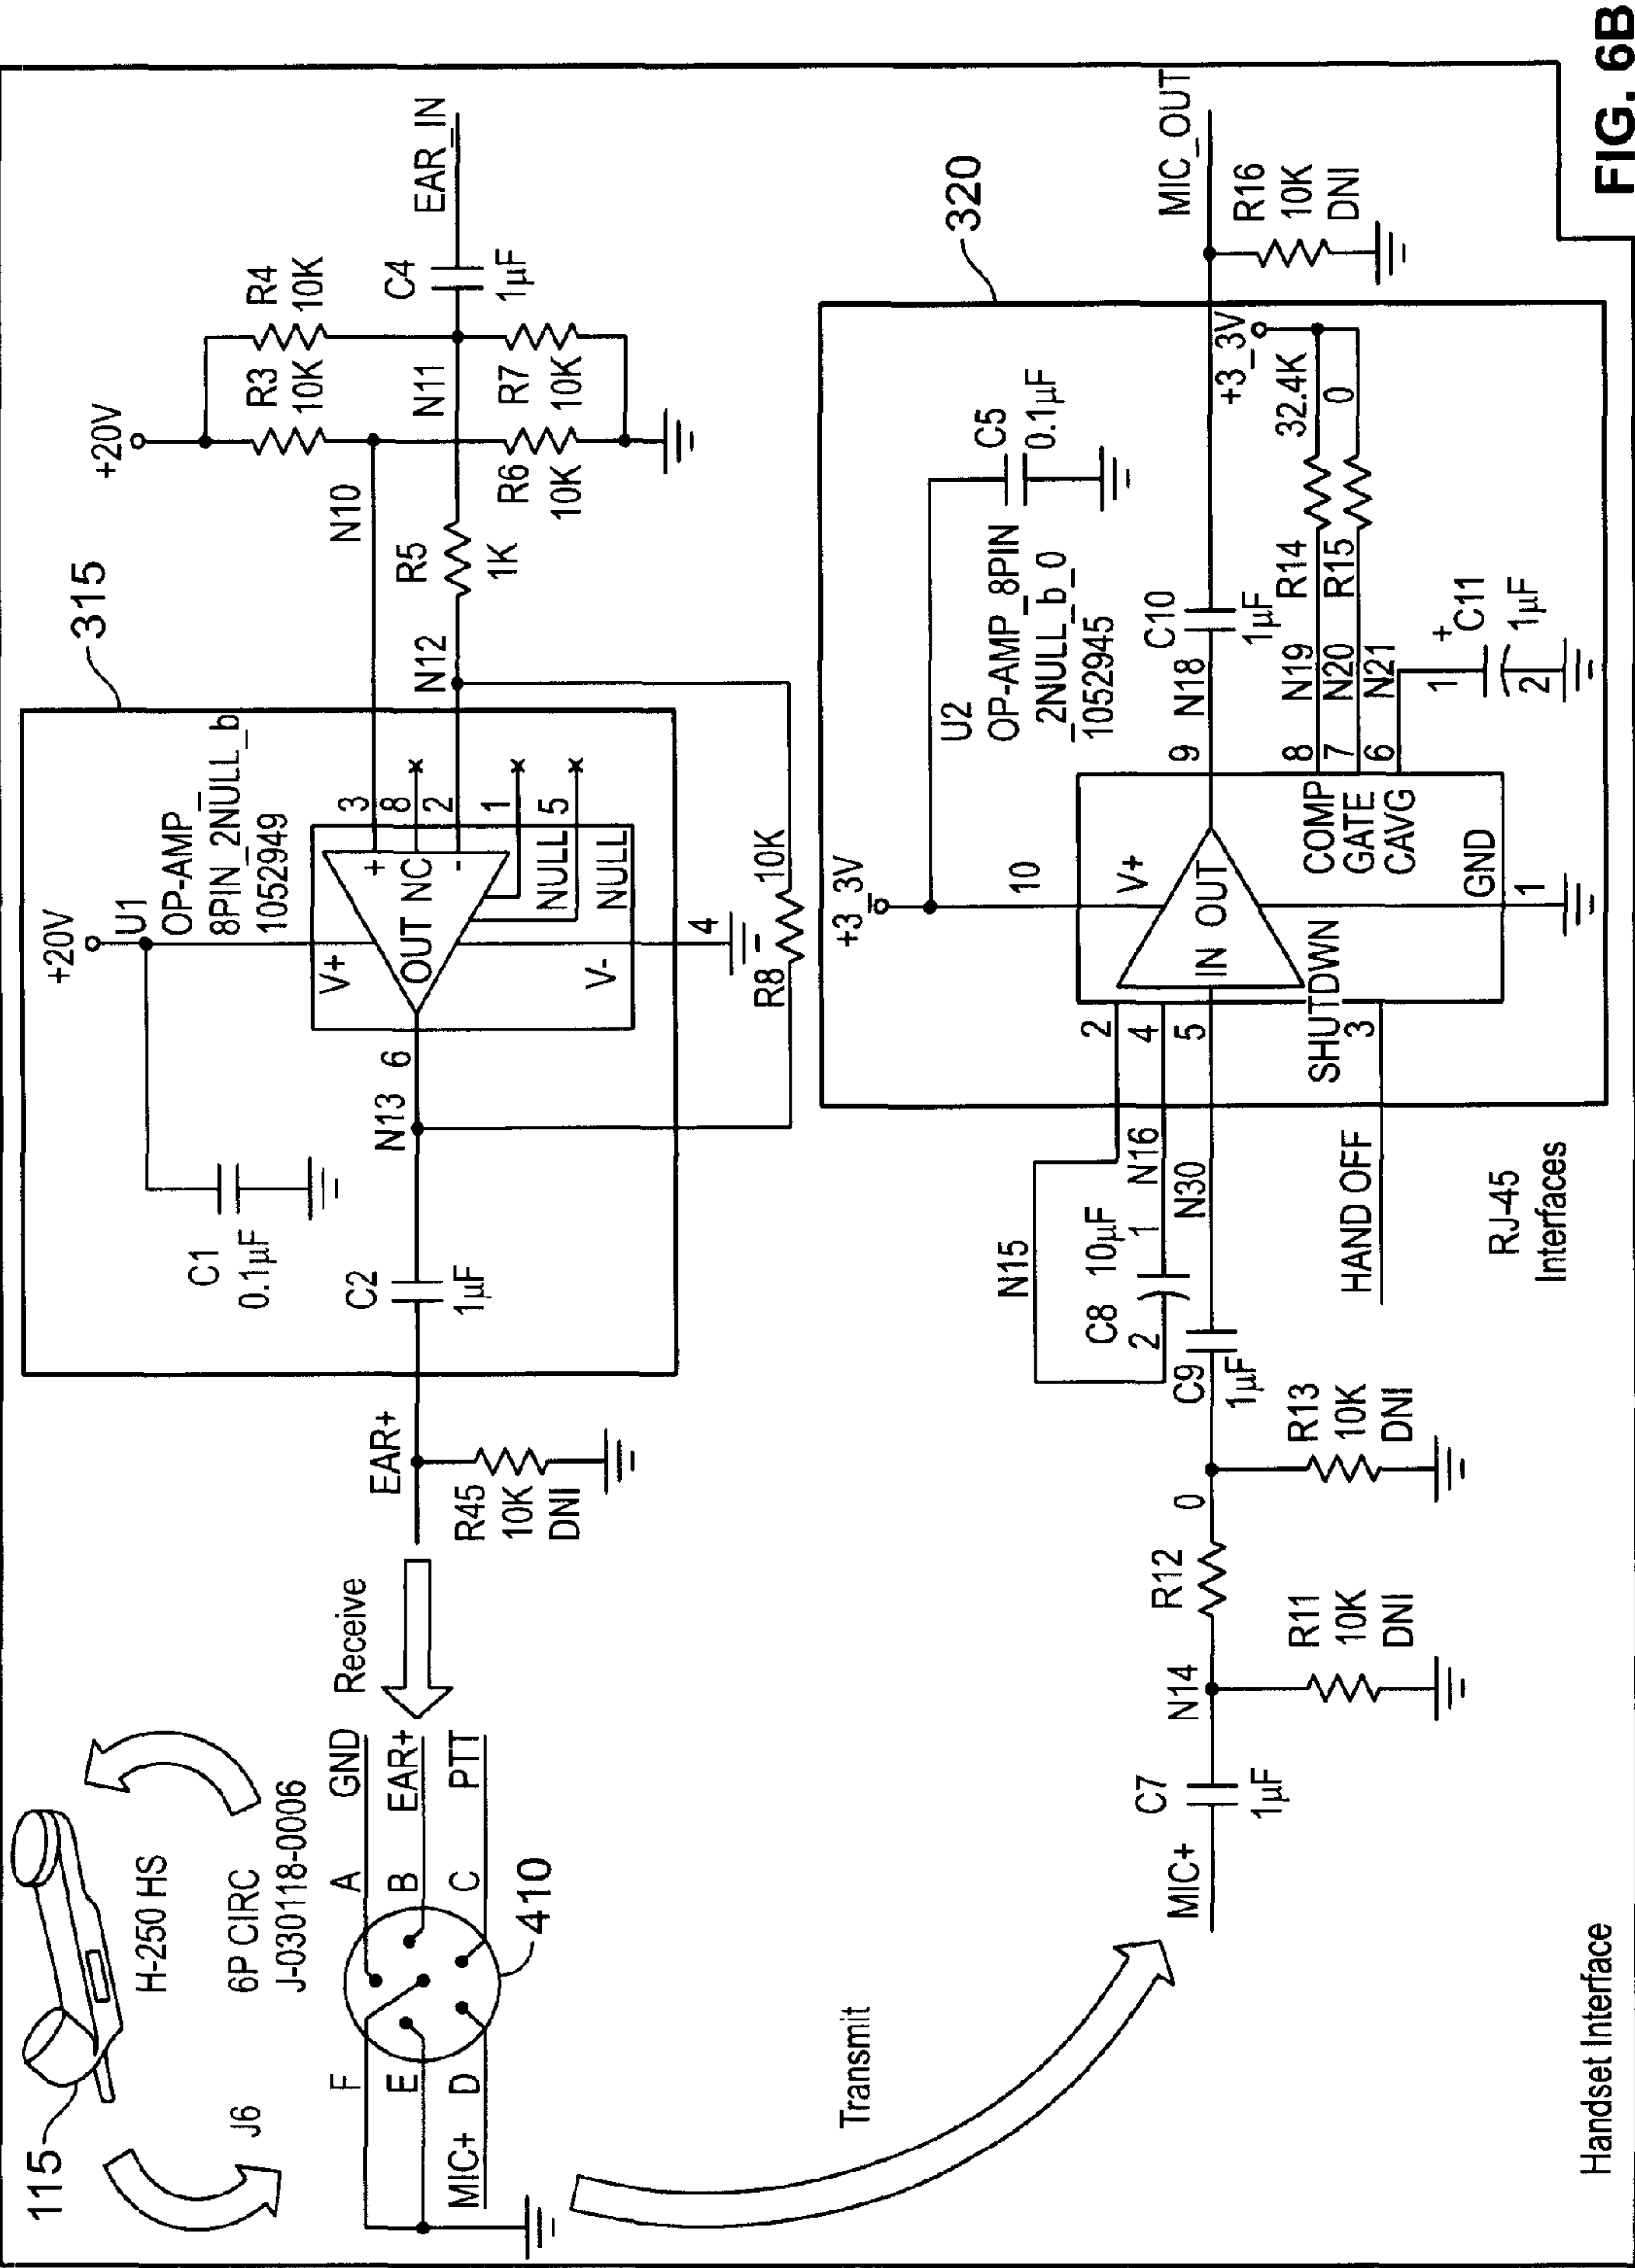 115
H-250 HS
J6
6P CIRC
J-030118-0006
F
E
MIC+ D
A GND
B EAR+
C PTT
410
Receive
EAR+
R45
10K
DNI
C1
0.1µF
C2
1µF
N13
6
+20V
U1
OP-AMP
8PIN_2NULL_b
1052949
V+
OUT NC
+
-
NULL
NULL
V-
4
3
8
2
1
5
R8
10K
315
N12
R5
1K
N10
+20V
R3
10K
R4
10K
N11
R6
10K
R7
10K
C4
1µF
EAR_IN
Transmit
MIC+
C7
1µF
N14
R11
10K
DNI
R12
0
R13
10K
DNI
C9
1µF
C8 10µF
2
1
N15
N16
N30
HAND OFF
RJ-45
Interfaces
2
4
5
SHUTDWN
3
+3_3V
10
V+
IN OUT
COMP
GATE
CAVG
GND
1
U2
OP-AMP_8PIN
_2NULL_b_0
1052945
C5
0.1µF
9
N18
C10
1µF
8
N19
R14
32.4K
7
N20
R15
0
6
N21
+3_3V
1
+
C11
1µF
2
320
MIC_OUT
R16
10K
DNI
Handset Interface
FIG. 6B